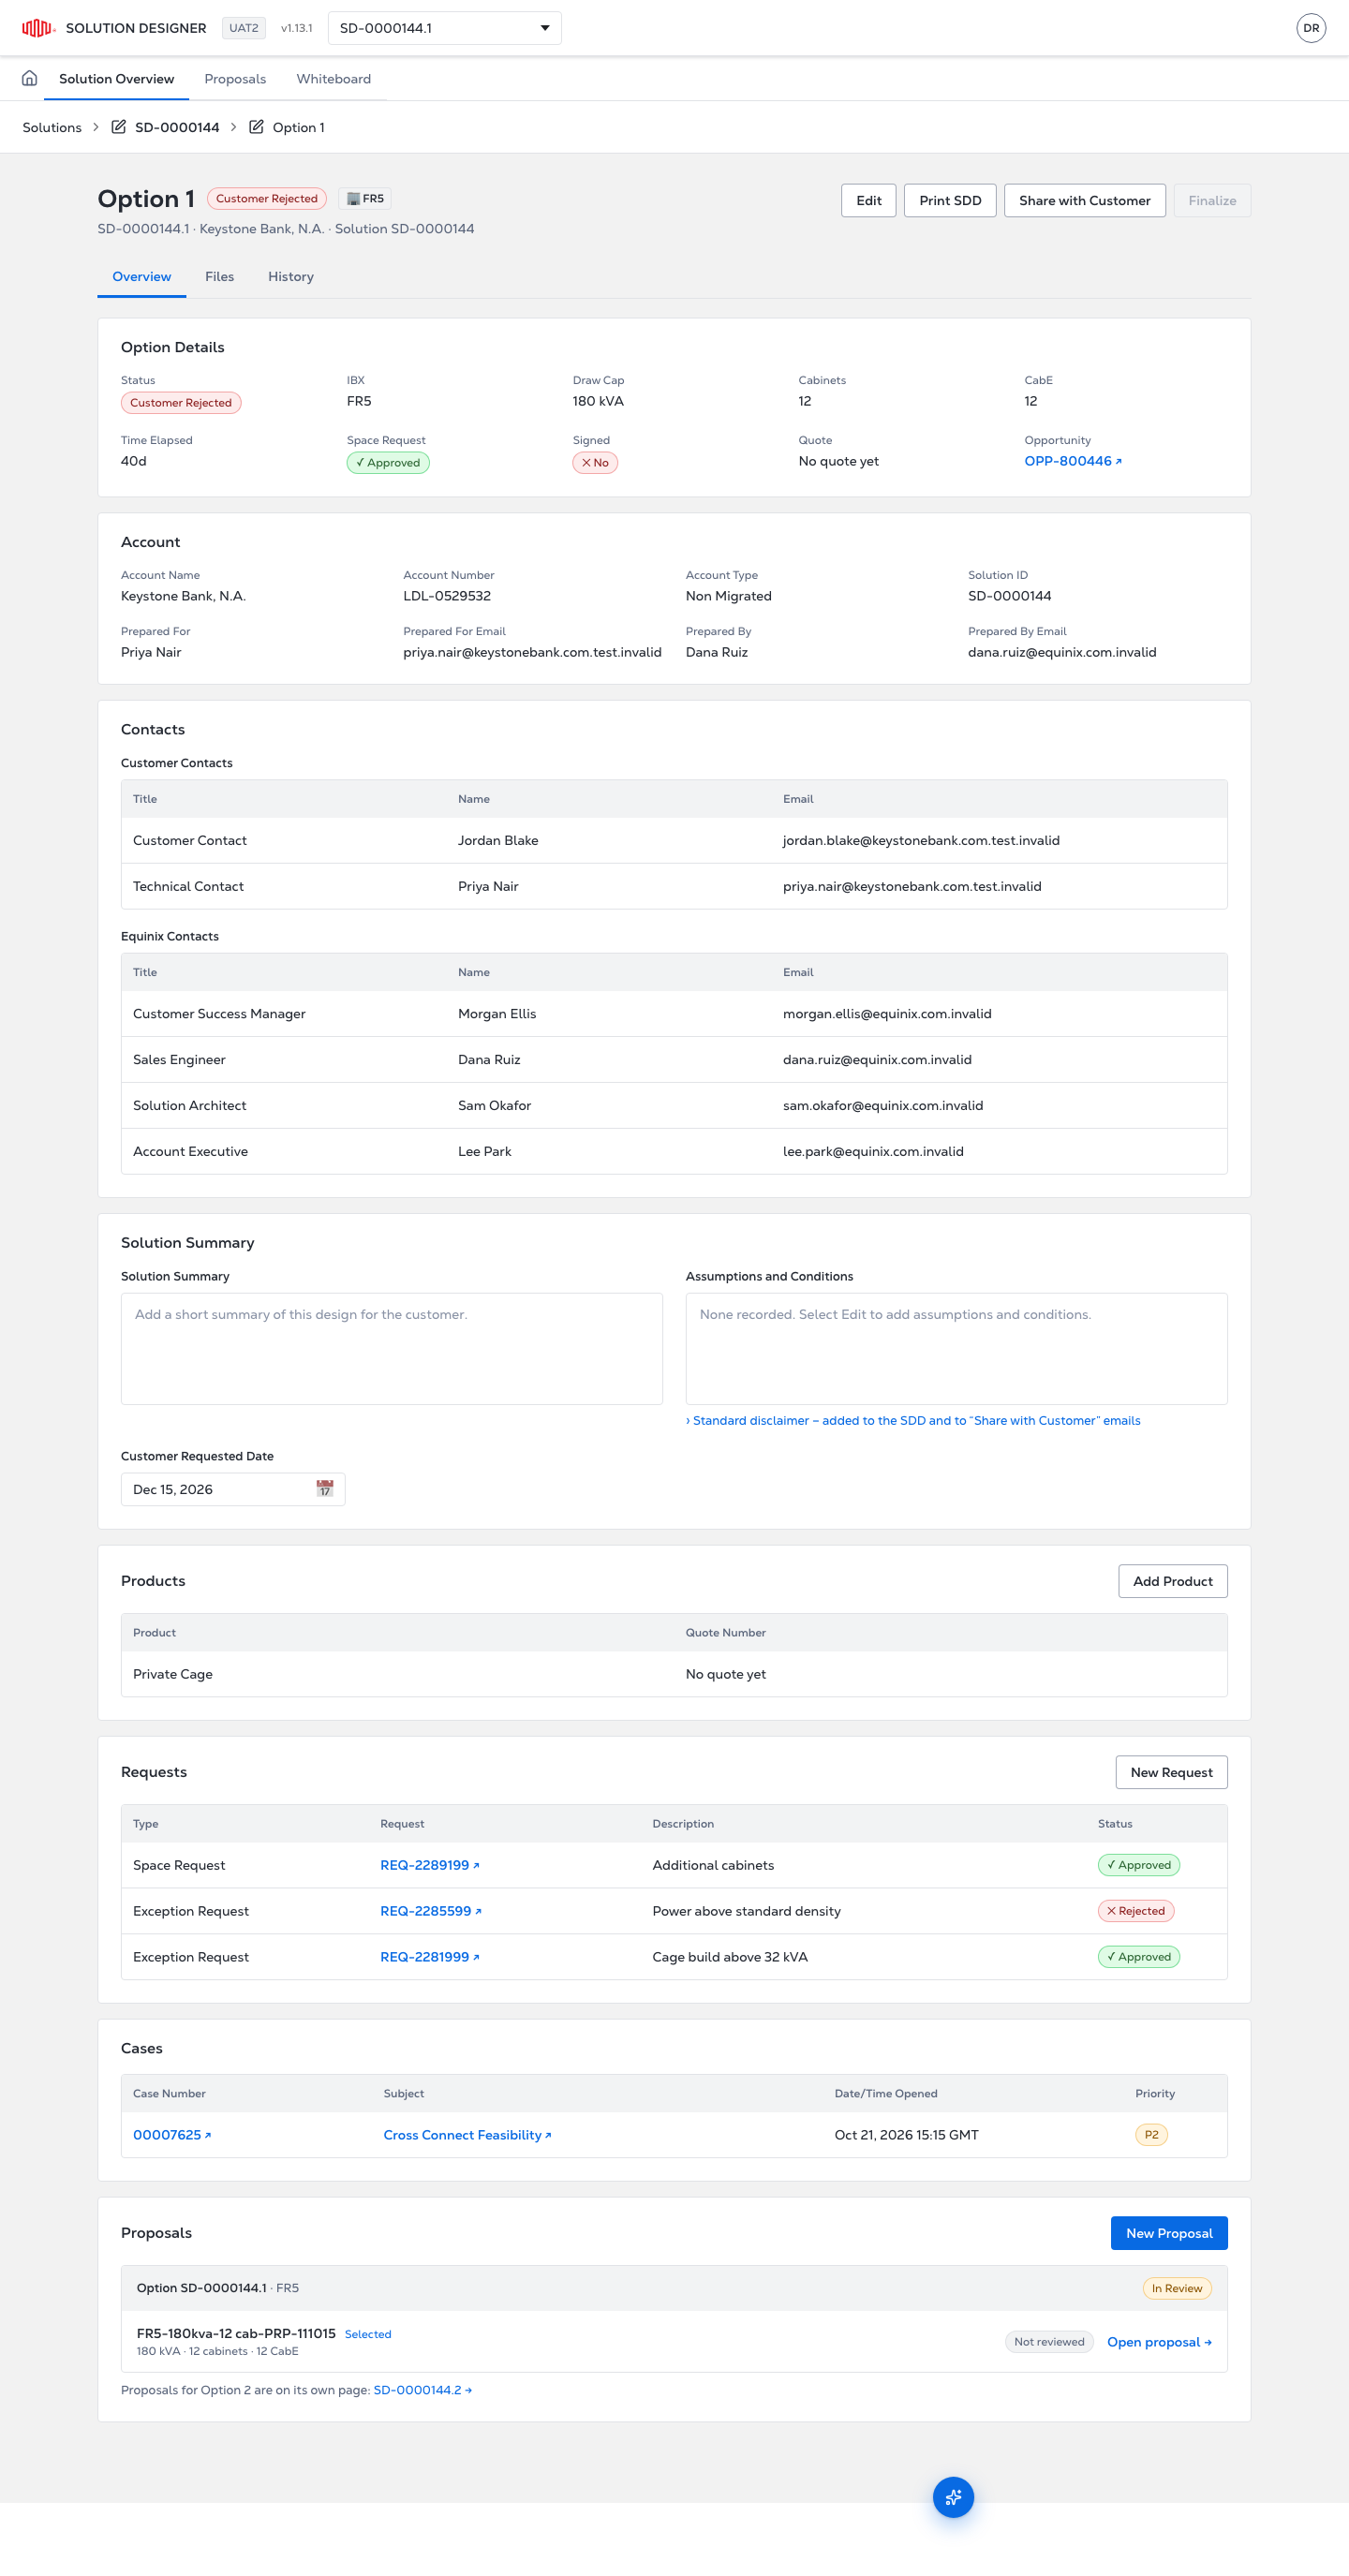 SOLUTION DESIGNER UAT2 v1.13.1 SD-0000144.1 DR
Solution Overview Proposals Whiteboard
Solutions > SD-0000144 > Option 1
Option 1 Customer Rejected FR5 Edit Print SDD Share with Customer Finalize
SD-0000144.1 · Keystone Bank, N.A. · Solution SD-0000144
Overview Files History
Option Details
Status IBX Draw Cap Cabinets CabE
Customer Rejected FR5 180 kVA 12 12
Time Elapsed Space Request Signed Quote Opportunity
40d ✓ Approved ✕ No No quote yet OPP-800446 ↗
Account
Account Name Account Number Account Type Solution ID
Keystone Bank, N.A. LDL-0529532 Non Migrated SD-0000144
Prepared For Prepared For Email Prepared By Prepared By Email
Priya Nair priya.nair@keystonebank.com.test.invalid Dana Ruiz dana.ruiz@equinix.com.invalid
Contacts
Customer Contacts
Title Name Email
Customer Contact Jordan Blake jordan.blake@keystonebank.com.test.invalid
Technical Contact Priya Nair priya.nair@keystonebank.com.test.invalid
Equinix Contacts
Title Name Email
Customer Success Manager Morgan Ellis morgan.ellis@equinix.com.invalid
Sales Engineer Dana Ruiz dana.ruiz@equinix.com.invalid
Solution Architect Sam Okafor sam.okafor@equinix.com.invalid
Account Executive Lee Park lee.park@equinix.com.invalid
Solution Summary
Solution Summary Assumptions and Conditions
Add a short summary of this design for the customer. None recorded. Select Edit to add assumptions and conditions.
› Standard disclaimer – added to the SDD and to “Share with Customer” emails
Customer Requested Date
Dec 15, 2026
Products Add Product
Product Quote Number
Private Cage No quote yet
Requests New Request
Type Request Description Status
Space Request REQ-2289199 ↗ Additional cabinets ✓ Approved
Exception Request REQ-2285599 ↗ Power above standard density ✕ Rejected
Exception Request REQ-2281999 ↗ Cage build above 32 kVA ✓ Approved
Cases
Case Number Subject Date/Time Opened Priority
00007625 ↗ Cross Connect Feasibility ↗ Oct 21, 2026 15:15 GMT P2
Proposals New Proposal
Option SD-0000144.1 · FR5 In Review
FR5-180kva-12 cab-PRP-111015 Selected Not reviewed Open proposal →
180 kVA · 12 cabinets · 12 CabE
Proposals for Option 2 are on its own page: SD-0000144.2 →